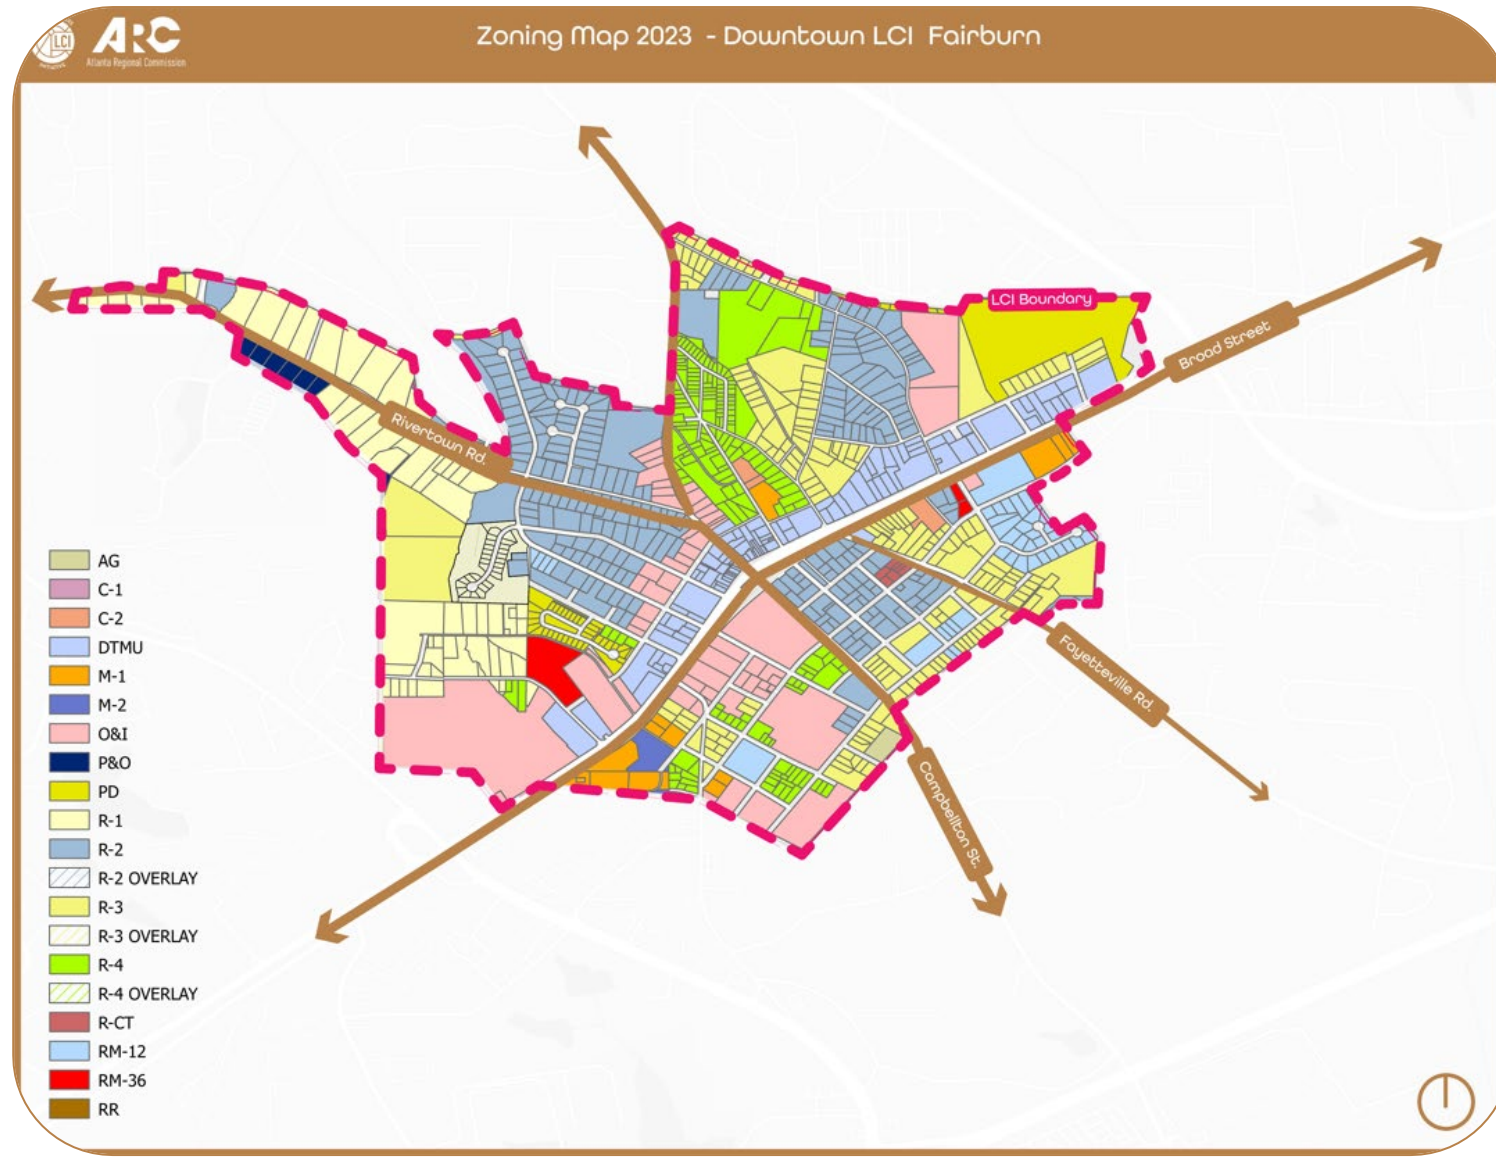 LCI
ARC
Atlanta Regional Commission
Zoning Map 2023 - Downtown LCI Fairburn
LCI Boundary
Broad Street
Rivertown Rd.
Fayetteville Rd.
Campbellton St.
AG
C-1
C-2
DTMU
M-1
M-2
O&I
P&O
PD
R-1
R-2
R-2 OVERLAY
R-3
R-3 OVERLAY
R-4
R-4 OVERLAY
R-CT
RM-12
RM-36
RR